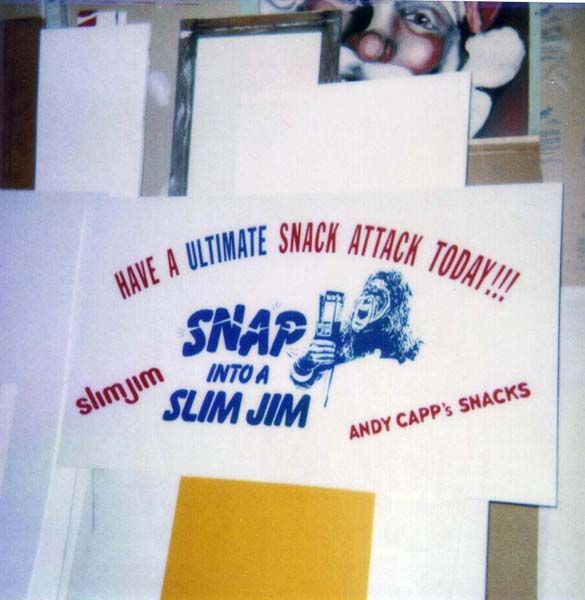 HAVE A ULTIMATE SNACK ATTACK TODAY!!!
SNAP
INTO A
SLIM JIM
slimjim
ANDY CAPP's SNACKS